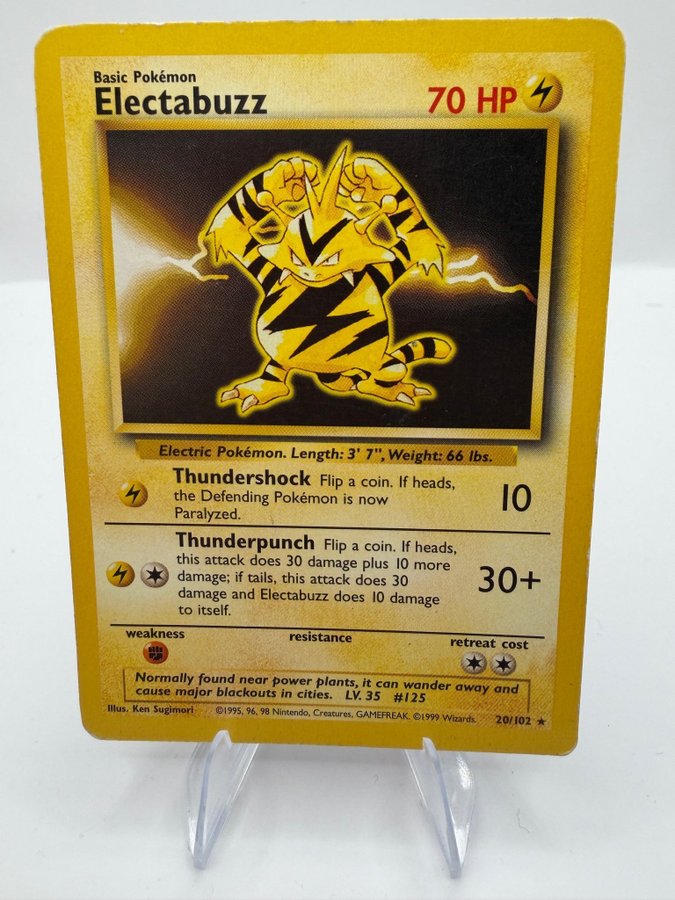 Basic Pokémon
Electabuzz 70 HP
Electric Pokémon. Length: 3' 7", Weight: 66 lbs.
Thundershock Flip a coin. If heads,
the Defending Pokémon is now
Paralyzed.
10
Thunderpunch Flip a coin. If heads,
this attack does 30 damage plus 10 more
damage; if tails, this attack does 30
damage and Electabuzz does 10 damage
to itself.
30+
weakness resistance retreat cost
Normally found near power plants, it can wander away and
cause major blackouts in cities. LV. 35 #125
Illus. Ken Sugimori ©1995, 96, 98 Nintendo, Creatures, GAMEFREAK. ©1999 Wizards. 20/102 ★